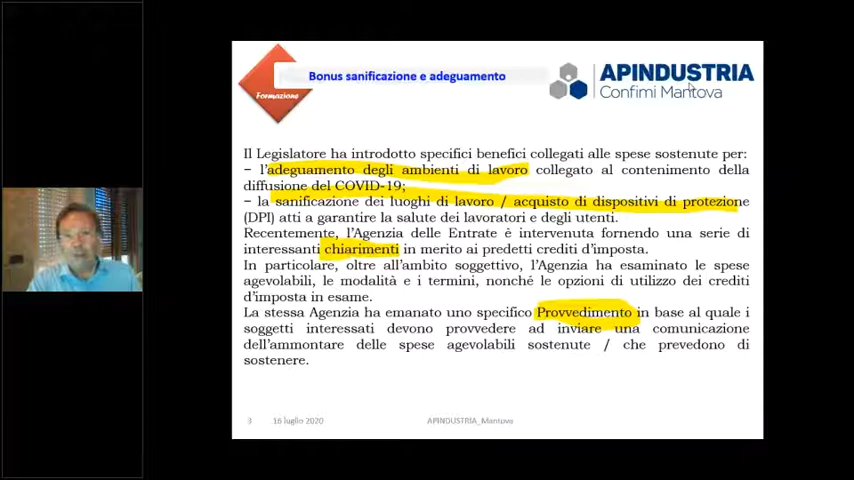 Bonus sanificazione e adeguamento
Formazione
APINDUSTRIA
Confimi Mantova
Il Legislatore ha introdotto specifici benefici collegati alle spese sostenute per:
− l’adeguamento degli ambienti di lavoro collegato al contenimento della
diffusione del COVID-19;
− la sanificazione dei luoghi di lavoro / acquisto di dispositivi di protezione
(DPI) atti a garantire la salute dei lavoratori e degli utenti.
Recentemente, l’Agenzia delle Entrate è intervenuta fornendo una serie di
interessanti chiarimenti in merito ai predetti crediti d’imposta.
In particolare, oltre all’ambito soggettivo, l’Agenzia ha esaminato le spese
agevolabili, le modalità e i termini, nonché le opzioni di utilizzo dei crediti
d’imposta in esame.
La stessa Agenzia ha emanato uno specifico Provvedimento in base al quale i
soggetti interessati devono provvedere ad inviare una comunicazione
dell’ammontare delle spese agevolabili sostenute / che prevedono di
sostenere.
3 16 luglio 2020 APINDUSTRIA_Mantova